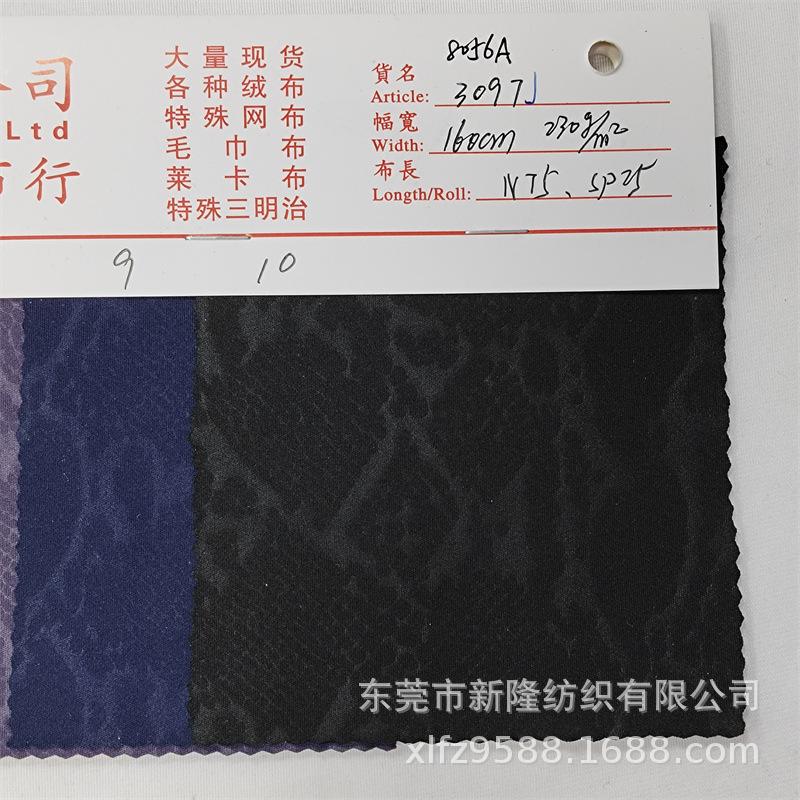 司
Ltd
行
大量现货
各种绒布
特殊网布
毛巾布
莱卡布
特殊三明治
8056A
貨名
Article: 3097J
幅寬
Width: 160cm 230g/m²
布長
Length/Roll: N75、SP25
9 10
东莞市新隆纺织有限公司
xlfz9588.1688.com